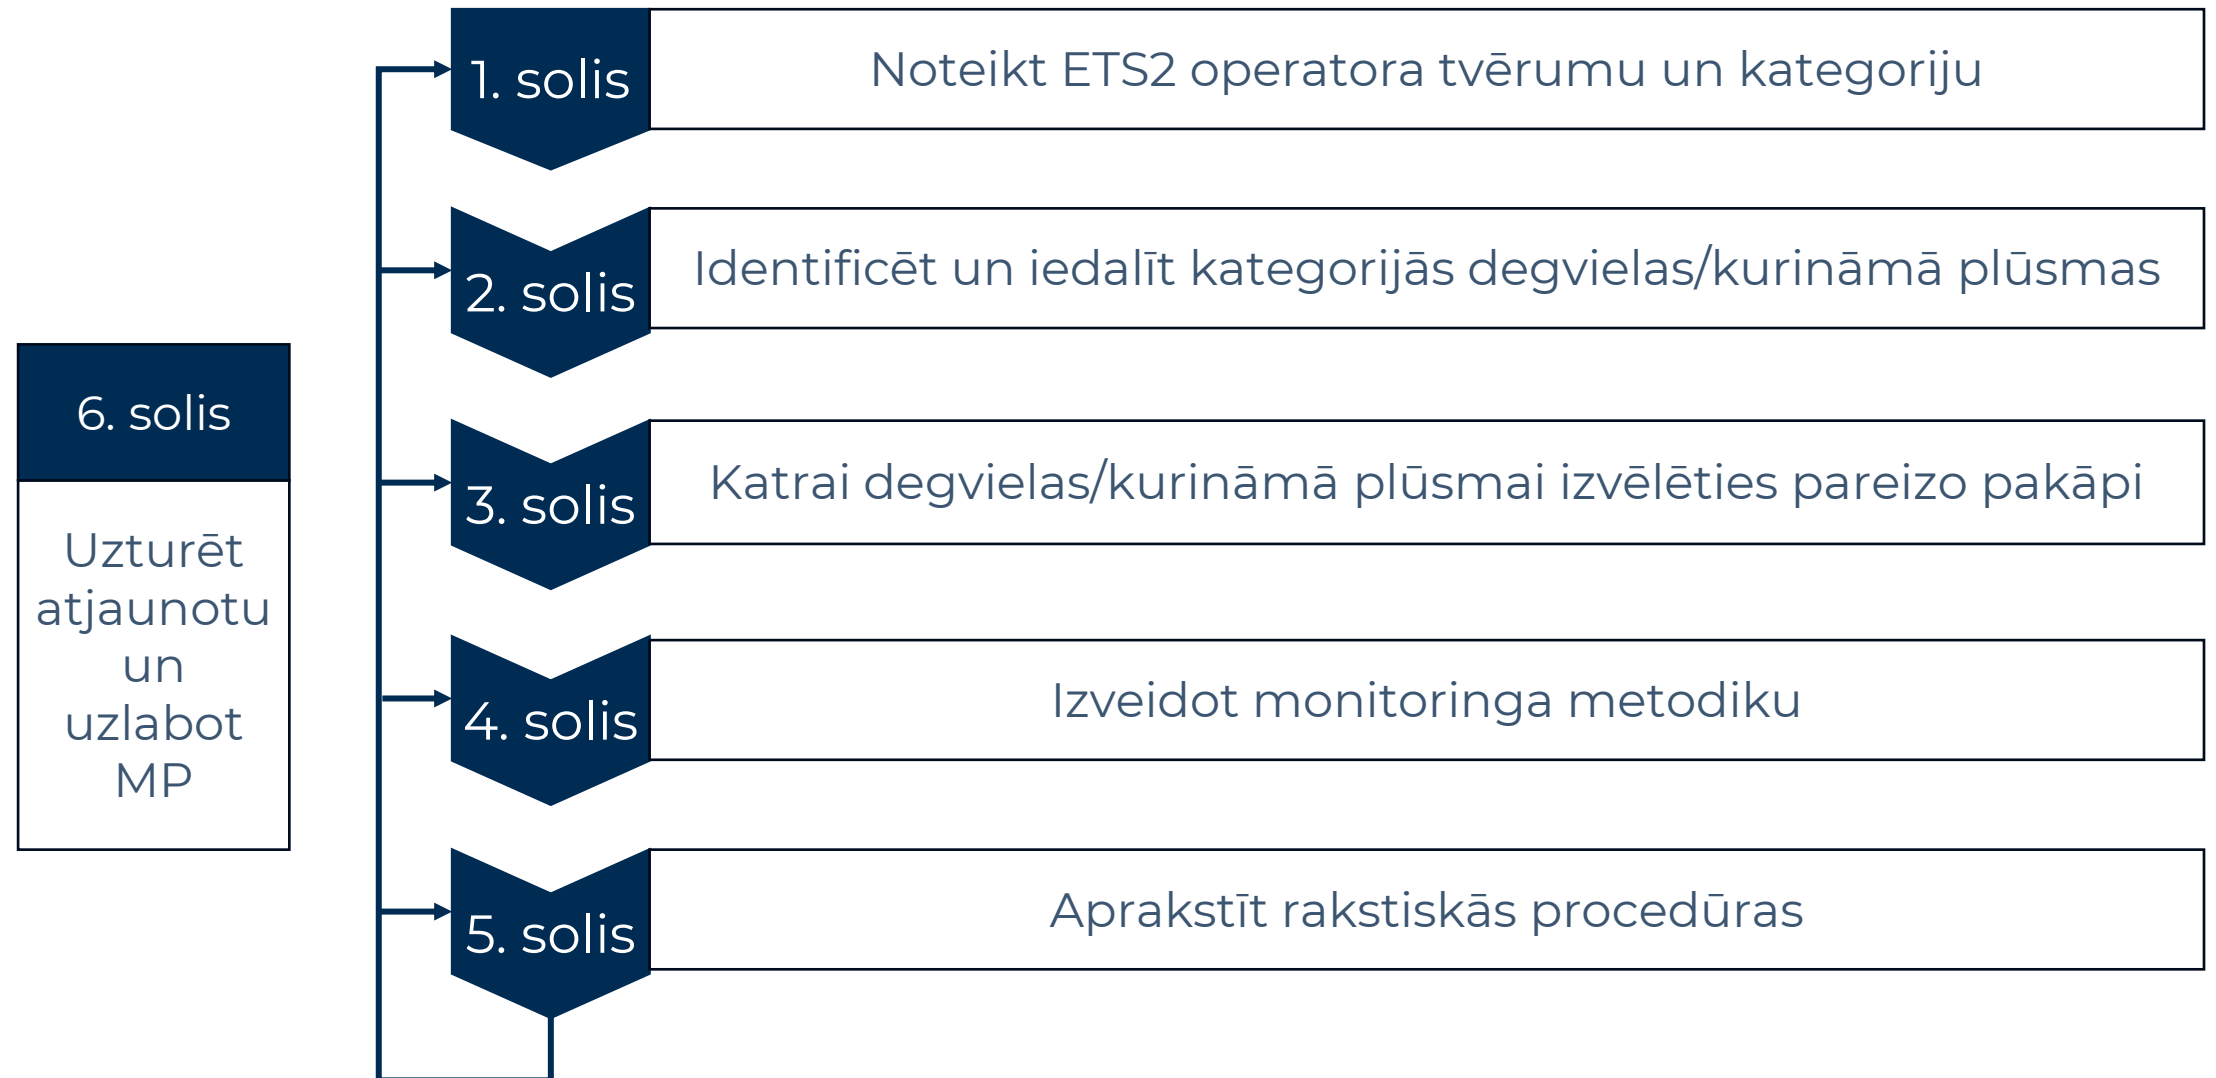 1. solis
Noteikt ETS2 operatora tvērumu un kategoriju
2. solis
Identificēt un iedalīt kategorijās degvielas/kurināmā plūsmas
3. solis
Katrai degvielas/kurināmā plūsmai izvēlēties pareizo pakāpi
4. solis
Izveidot monitoringa metodiku
5. solis
Aprakstīt rakstiskās procedūras
6. solis
Uzturēt
atjaunotu
un
uzlabot
MP